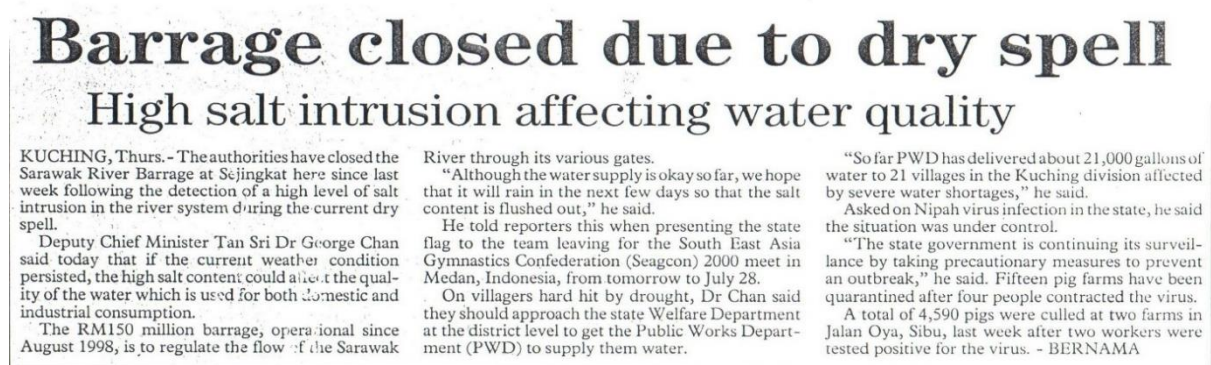 Barrage closed due to dry spell
High salt intrusion affecting water quality
KUCHING, Thurs. - The authorities have closed the
Sarawak River Barrage at Sejingkat here since last
week following the detection of a high level of salt
intrusion in the river system during the current dry
spell.
Deputy Chief Minister Tan Sri Dr George Chan
said today that if the current weather condition
persisted, the high salt content could affect the qual-
ity of the water which is used for both domestic and
industrial consumption.
The RM150 million barrage, operational since
August 1998, is to regulate the flow of the Sarawak
River through its various gates.
"Although the water supply is okay so far, we hope
that it will rain in the next few days so that the salt
content is flushed out," he said.
He told reporters this when presenting the state
flag to the team leaving for the South East Asia
Gymnastics Confederation (Seagcon) 2000 meet in
Medan, Indonesia, from tomorrow to July 28.
On villagers hard hit by drought, Dr Chan said
they should approach the state Welfare Department
at the district level to get the Public Works Depart-
ment (PWD) to supply them water.
"So far PWD has delivered about 21,000 gallons of
water to 21 villages in the Kuching division affected
by severe water shortages," he said.
Asked on Nipah virus infection in the state, he said
the situation was under control.
"The state government is continuing its surveil-
lance by taking precautionary measures to prevent
an outbreak," he said. Fifteen pig farms have been
quarantined after four people contracted the virus.
A total of 4,590 pigs were culled at two farms in
Jalan Oya, Sibu, last week after two workers were
tested positive for the virus. - BERNAMA